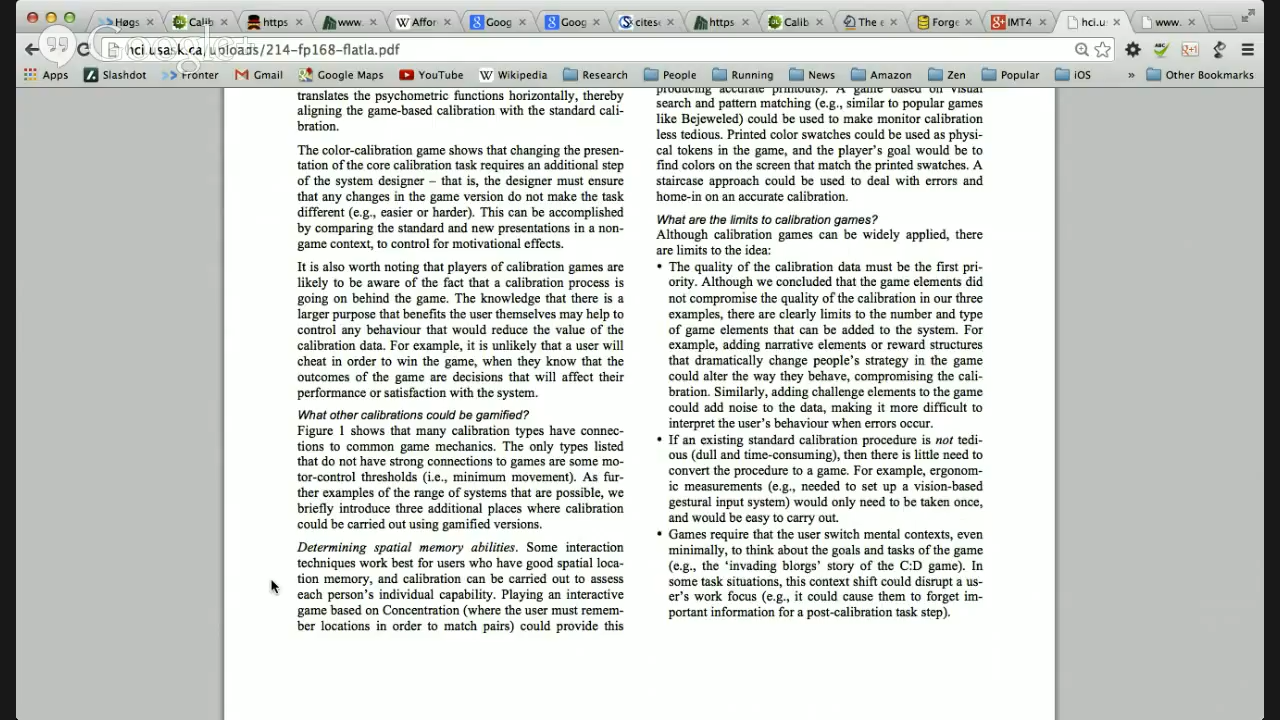 Høgs
Calib
https
www.
Affor
Goog
Goog
cites
https
Calib
The
Forge
IMT4
hci.u
www.
Google+
hci.usask.ca/uploads/214-fp168-flatla.pdf
Apps
Slashdot
Fronter
Gmail
Google Maps
YouTube
Wikipedia
Research
People
Running
News
Amazon
Zen
Popular
iOS
»
Other Bookmarks
translates the psychometric functions horizontally, thereby
aligning the game-based calibration with the standard cali-
bration.
The color-calibration game shows that changing the presen-
tation of the core calibration task requires an additional step
of the system designer – that is, the designer must ensure
that any changes in the game version do not make the task
different (e.g., easier or harder). This can be accomplished
by comparing the standard and new presentations in a non-
game context, to control for motivational effects.
It is also worth noting that players of calibration games are
likely to be aware of the fact that a calibration process is
going on behind the game. The knowledge that there is a
larger purpose that benefits the user themselves may help to
control any behaviour that would reduce the value of the
calibration data. For example, it is unlikely that a user will
cheat in order to win the game, when they know that the
outcomes of the game are decisions that will affect their
performance or satisfaction with the system.
What other calibrations could be gamified?
Figure 1 shows that many calibration types have connec-
tions to common game mechanics. The only types listed
that do not have strong connections to games are some mo-
tor-control thresholds (i.e., minimum movement). As fur-
ther examples of the range of systems that are possible, we
briefly introduce three additional places where calibration
could be carried out using gamified versions.
Determining spatial memory abilities. Some interaction
techniques work best for users who have good spatial loca-
tion memory, and calibration can be carried out to assess
each person's individual capability. Playing an interactive
game based on Concentration (where the user must remem-
ber locations in order to match pairs) could provide this
producing accurate printouts). A game based on visual
search and pattern matching (e.g., similar to popular games
like Bejeweled) could be used to make monitor calibration
less tedious. Printed color swatches could be used as physi-
cal tokens in the game, and the player's goal would be to
find colors on the screen that match the printed swatches. A
staircase approach could be used to deal with errors and
home-in on an accurate calibration.
What are the limits to calibration games?
Although calibration games can be widely applied, there
are limits to the idea:
• The quality of the calibration data must be the first pri-
ority. Although we concluded that the game elements did
not compromise the quality of the calibration in our three
examples, there are clearly limits to the number and type
of game elements that can be added to the system. For
example, adding narrative elements or reward structures
that dramatically change people's strategy in the game
could alter the way they behave, compromising the cali-
bration. Similarly, adding challenge elements to the game
could add noise to the data, making it more difficult to
interpret the user's behaviour when errors occur.
• If an existing standard calibration procedure is not tedi-
ous (dull and time-consuming), then there is little need to
convert the procedure to a game. For example, ergonom-
ic measurements (e.g., needed to set up a vision-based
gestural input system) would only need to be taken once,
and would be easy to carry out.
• Games require that the user switch mental contexts, even
minimally, to think about the goals and tasks of the game
(e.g., the 'invading blorgs' story of the C:D game). In
some task situations, this context shift could disrupt a us-
er's work focus (e.g., it could cause them to forget im-
portant information for a post-calibration task step).